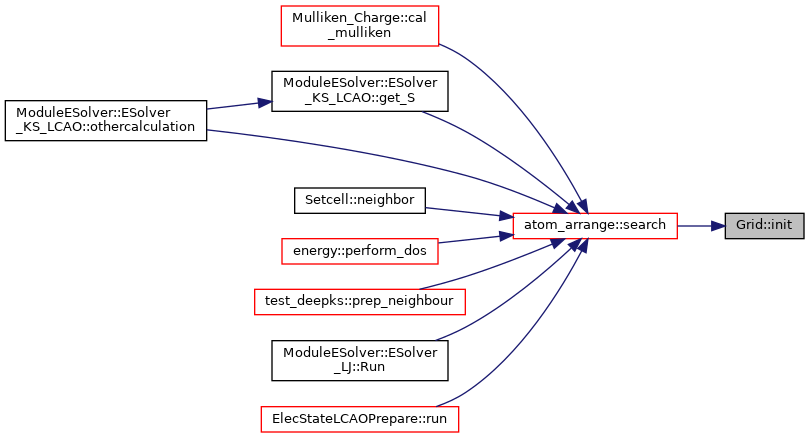 Mulliken_Charge::cal
_mulliken
ModuleESolver::ESolver
_KS_LCAO::get_S
ModuleESolver::ESolver
_KS_LCAO::othercalculation
Setcell::neighbor
atom_arrange::search
Grid::init
energy::perform_dos
test_deepks::prep_neighbour
ModuleESolver::ESolver
_LJ::Run
ElecStateLCAOPrepare::run